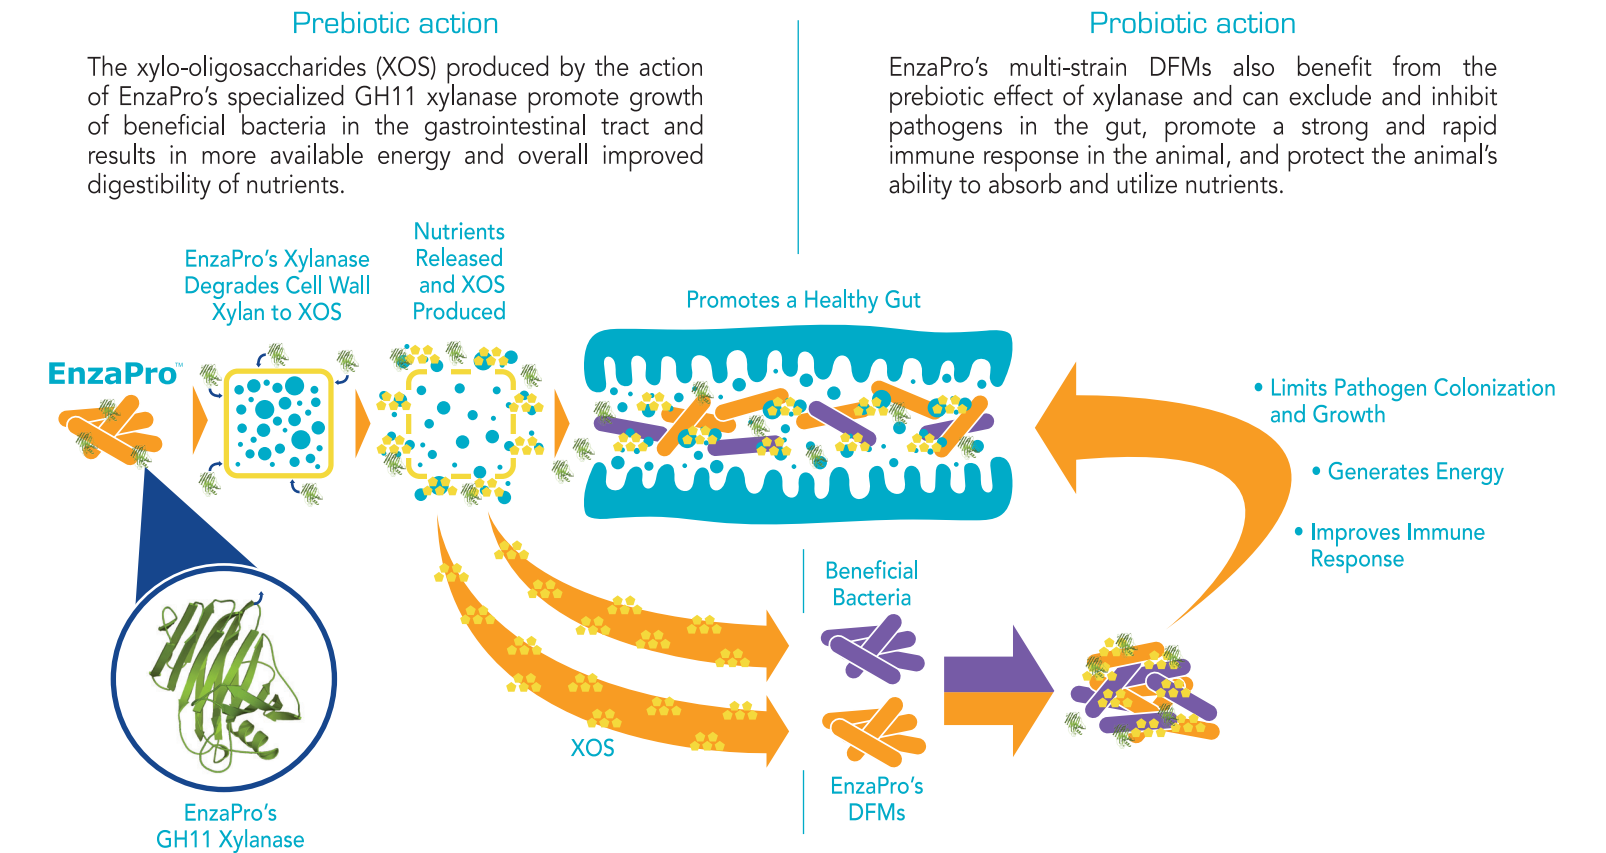 Prebiotic action
The xylo-oligosaccharides (XOS) produced by the action
of EnzaPro's specialized GH11 xylanase promote growth
of beneficial bacteria in the gastrointestinal tract and
results in more available energy and overall improved
digestibility of nutrients.
Probiotic action
EnzaPro's multi-strain DFMs also benefit from the
prebiotic effect of xylanase and can exclude and inhibit
pathogens in the gut, promote a strong and rapid
immune response in the animal, and protect the animal's
ability to absorb and utilize nutrients.
EnzaPro™
EnzaPro's Xylanase
Degrades Cell Wall
Xylan to XOS
Nutrients
Released
and XOS
Produced
Promotes a Healthy Gut
• Limits Pathogen Colonization
and Growth
• Generates Energy
• Improves Immune
Response
Beneficial
Bacteria
XOS
EnzaPro's
DFMs
EnzaPro's
GH11 Xylanase